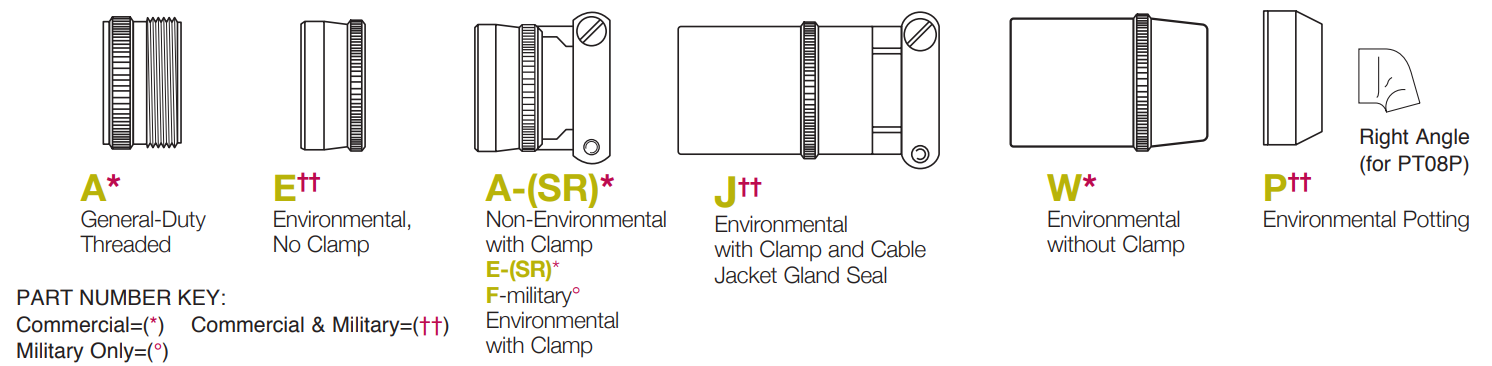 A*
General-Duty
Threaded
E††
Environmental,
No Clamp
A-(SR)*
Non-Environmental
with Clamp
E-(SR)*
F-military°
Environmental
with Clamp
J††
Environmental
with Clamp and Cable
Jacket Gland Seal
W*
Environmental
without Clamp
P††
Environmental Potting
Right Angle
(for PT08P)
PART NUMBER KEY:
Commercial=(*) Commercial & Military=(††)
Military Only=(°)